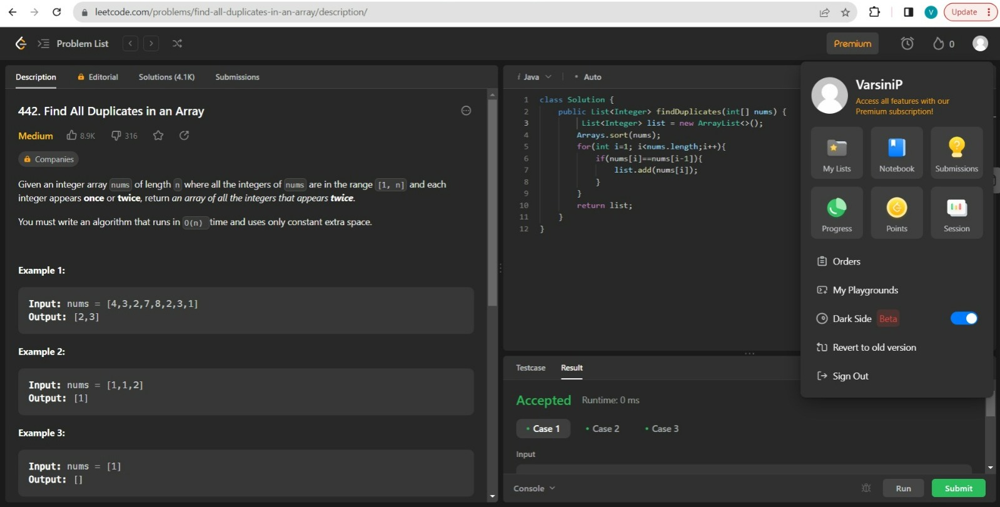 leetcode.com/problems/find-all-duplicates-in-an-array/description/
V
Update
Problem List
Premium
0
Description
Editorial
Solutions (4.1K)
Submissions
442. Find All Duplicates in an Array
Medium
8.9K
316
Companies
Given an integer array nums of length n where all the integers of nums are in the range [1, n] and each
integer appears once or twice, return an array of all the integers that appears twice.
You must write an algorithm that runs in O(n) time and uses only constant extra space.
Example 1:
Input: nums = [4,3,2,7,8,2,3,1]
Output: [2,3]
Example 2:
Input: nums = [1,1,2]
Output: [1]
Example 3:
Input: nums = [1]
Output: []
i Java
• Auto
1 class Solution {
2 public List<Integer> findDuplicates(int[] nums) {
3 List<Integer> list = new ArrayList<>();
4 Arrays.sort(nums);
5 for(int i=1; i<nums.length;i++){
6 if(nums[i]==nums[i-1]){
7 list.add(nums[i]);
8 }
9 }
10 return list;
11 }
12 }
Testcase
Result
Accepted
Runtime: 0 ms
• Case 1
• Case 2
• Case 3
Input
Console
Run
Submit
VarsiniP
Access all features with our
Premium subscription!
My Lists
Notebook
Submissions
Progress
Points
Session
Orders
My Playgrounds
Dark Side Beta
Revert to old version
Sign Out